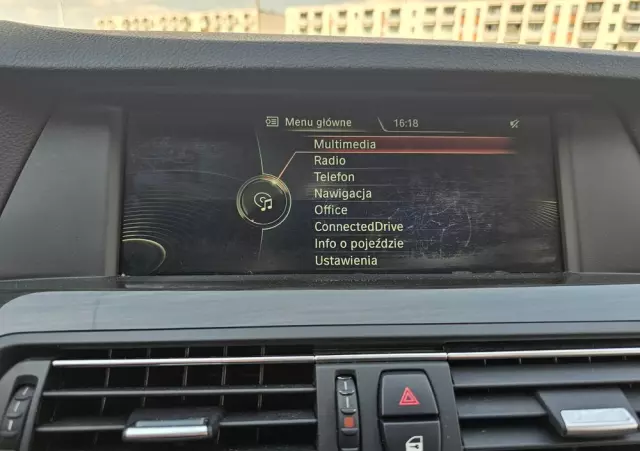 Menu główne 16:18
Multimedia
Radio
Telefon
Nawigacja
Office
ConnectedDrive
Info o pojeździe
Ustawienia